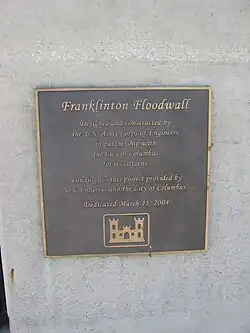 Franklinton Floodwall
Designed and constructed by
the U.S. Army Corps of Engineers
in partnership with
the City of Columbus
for its citizens.
Funding for this project provided by
U.S. Congress and the City of Columbus.
Dedicated March 15, 2004